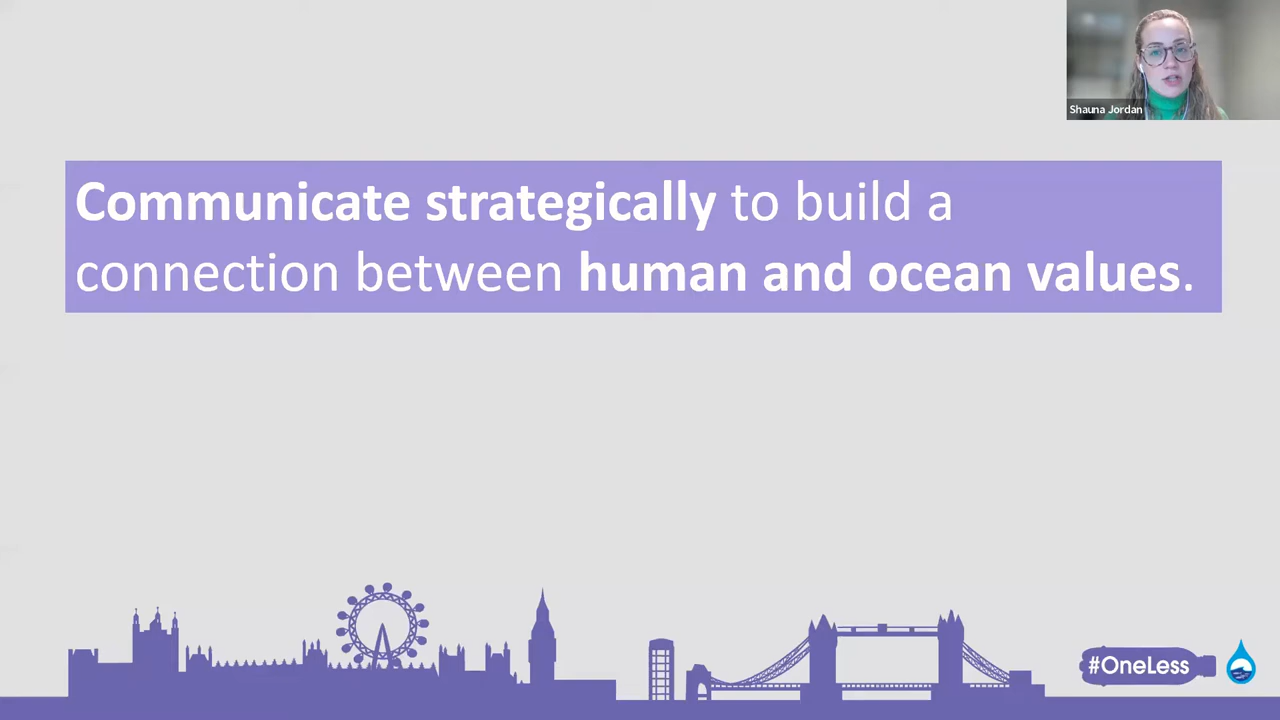 Shauna Jordan
Communicate strategically to build a
connection between human and ocean values.
#OneLess